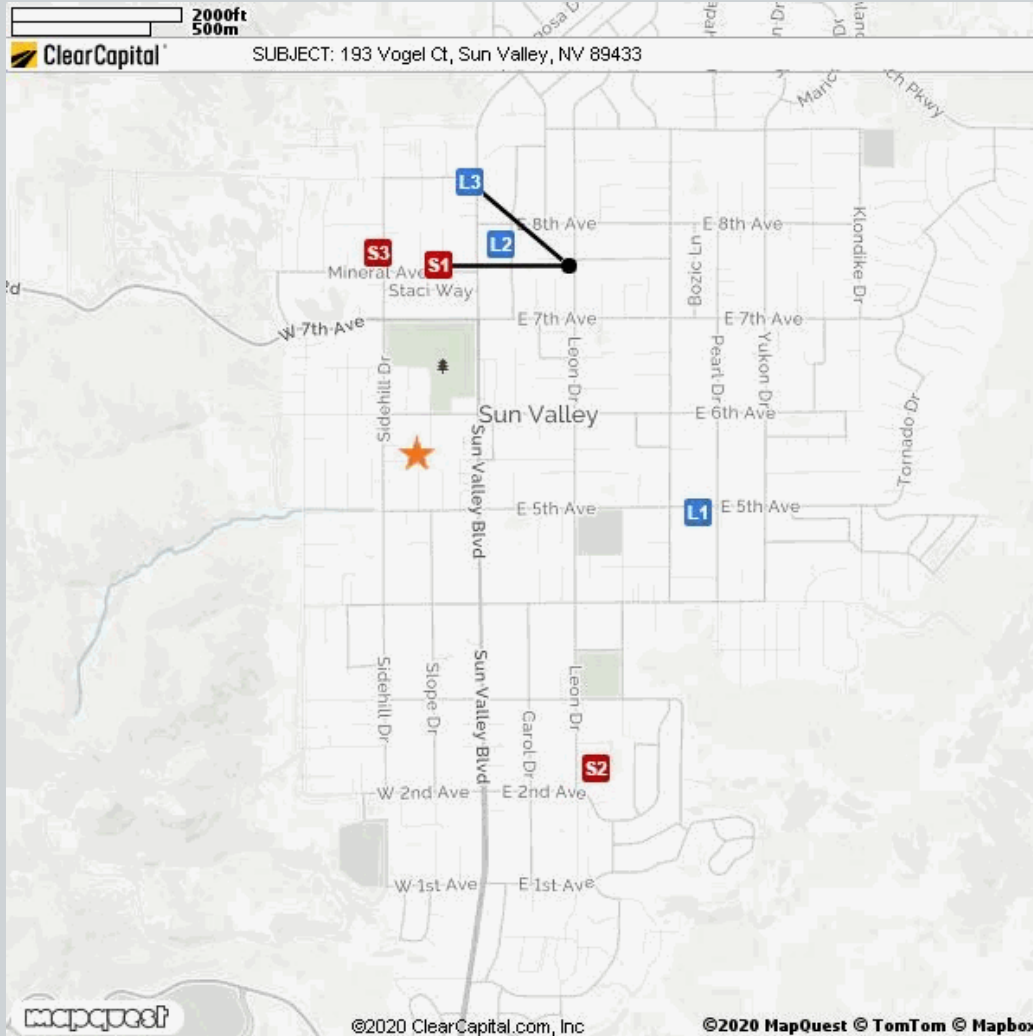 2000ft
500m
ClearCapital
SUBJECT: 193 Vogel Ct, Sun Valley, NV 89433
L3
E 8th Ave
E 8th Ave
L2
S3
S1
Mineral Ave
Staci Way
Bozic Ln
Klondike Dr
W 7th Ave
E 7th Ave
E 7th Ave
Sidehill Dr
Leon Dr
Pearl Dr
Yukon Dr
Sun Valley
E 6th Ave
Tornado Dr
Sun Valley Blvd
E 5th Ave
L1
E 5th Ave
Sidehill Dr
Slope Dr
Sun Valley Blvd
Carol Dr
Leon Dr
S2
W 2nd Ave
E 2nd Ave
W 1st Ave
E 1st Ave
mapquest
©2020 ClearCapital.com, Inc
©2020 MapQuest © TomTom © Mapbox